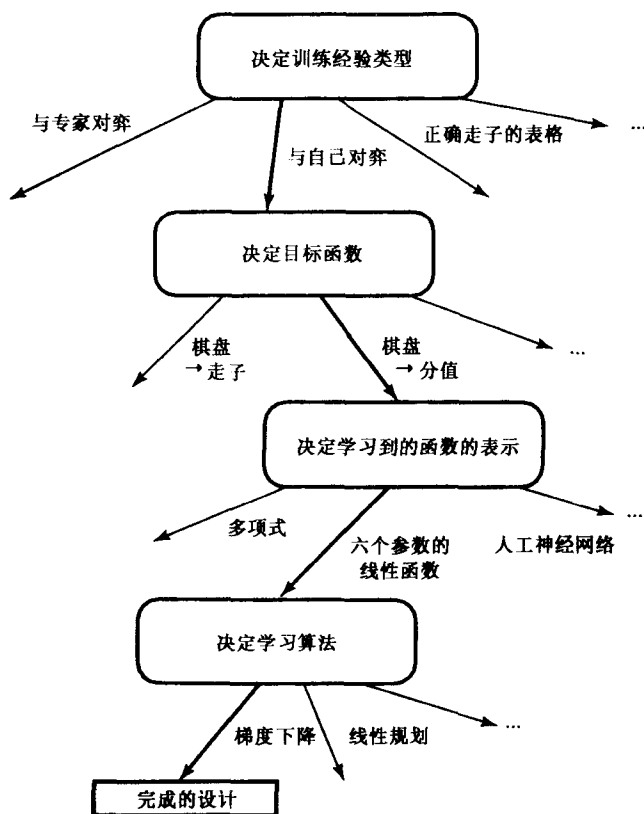 决定训练经验类型
与专家对弈
与自己对弈
正确走子的表格
...
决定目标函数
棋盘
→走子
棋盘
→分值
...
决定学习到的函数的表示
多项式
六个参数的
线性函数
人工神经网络
...
决定学习算法
梯度下降
线性规划
...
完成的设计